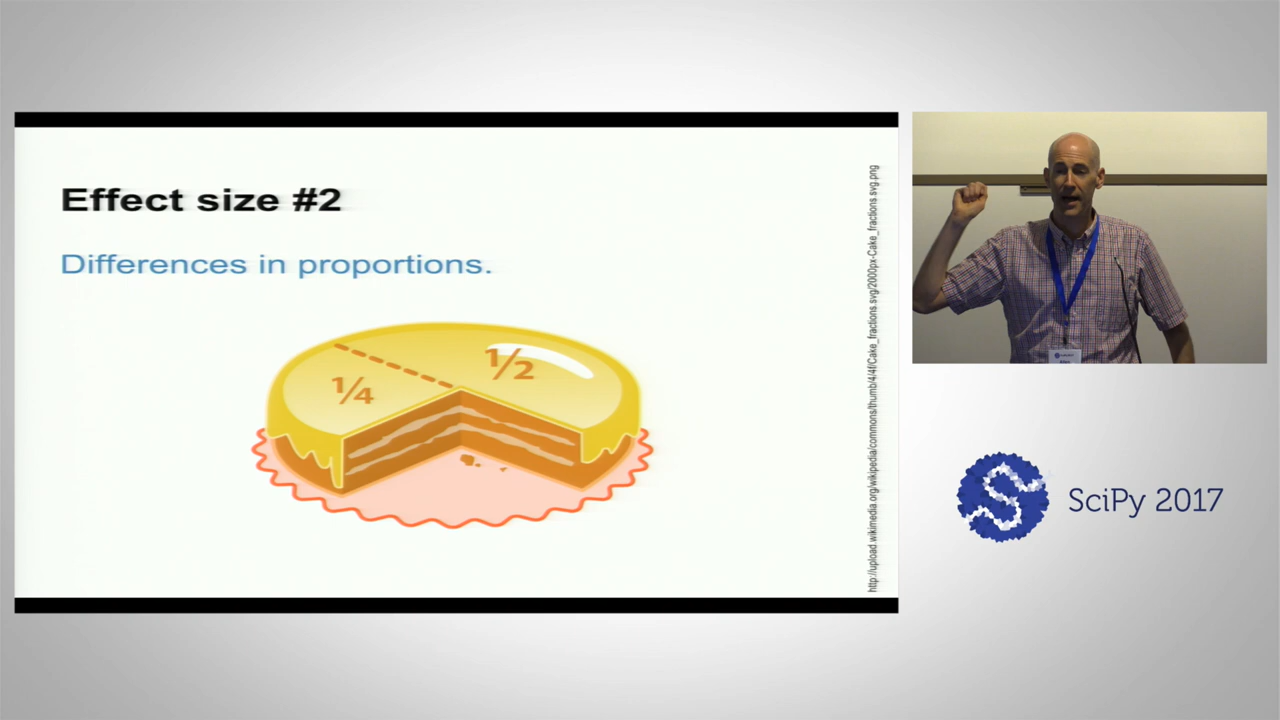 Effect size #2
Differences in proportions.
1/4
1/2
http://upload.wikimedia.org/wikipedia/commons/thumb/4/4f/Cake_fractions.svg/2000px-Cake_fractions.svg.png
SciPy 2017